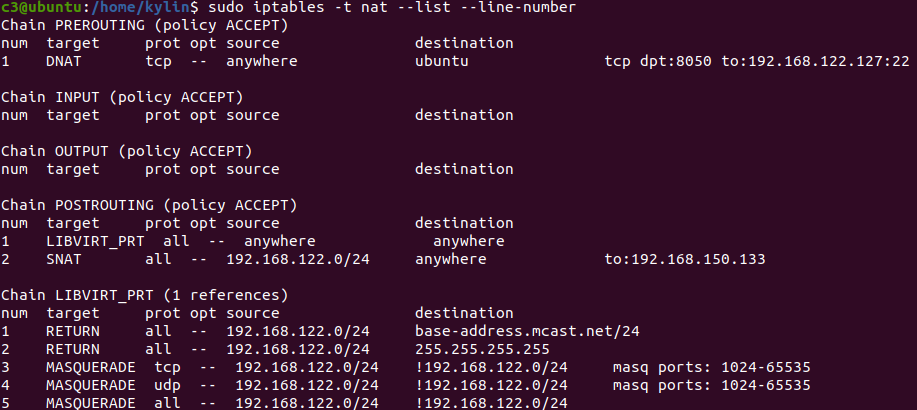 c3@ubuntu:/home/kylin$ sudo iptables -t nat --list --line-number
Chain PREROUTING (policy ACCEPT)
num  target     prot opt source               destination
1    DNAT       tcp  --  anywhere             ubuntu               tcp dpt:8050 to:192.168.122.127:22

Chain INPUT (policy ACCEPT)
num  target     prot opt source               destination

Chain OUTPUT (policy ACCEPT)
num  target     prot opt source               destination

Chain POSTROUTING (policy ACCEPT)
num  target     prot opt source               destination
1    LIBVIRT_PRT  all  --  anywhere             anywhere
2    SNAT       all  --  192.168.122.0/24     anywhere             to:192.168.150.133

Chain LIBVIRT_PRT (1 references)
num  target     prot opt source               destination
1    RETURN     all  --  192.168.122.0/24     base-address.mcast.net/24
2    RETURN     all  --  192.168.122.0/24     255.255.255.255
3    MASQUERADE  tcp  --  192.168.122.0/24    !192.168.122.0/24     masq ports: 1024-65535
4    MASQUERADE  udp  --  192.168.122.0/24    !192.168.122.0/24     masq ports: 1024-65535
5    MASQUERADE  all  --  192.168.122.0/24    !192.168.122.0/24